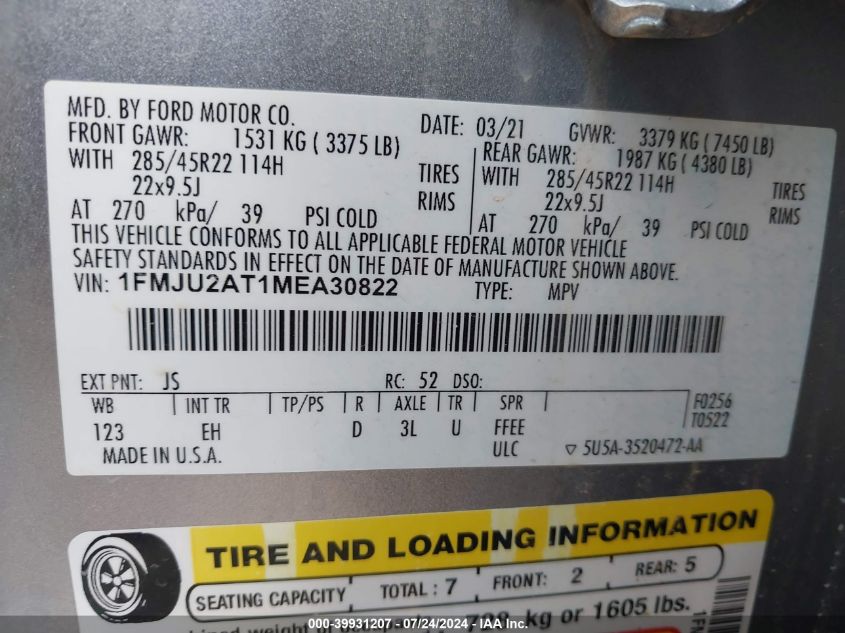 MFD. BY FORD MOTOR CO.
DATE: 03/21 GVWR: 3379 KG ( 7450 LB)
FRONT GAWR: 1531 KG ( 3375 LB) REAR GAWR: 1987 KG ( 4380 LB)
WITH 285/45R22 114H TIRES WITH 285/45R22 114H TIRES
22x9.5J RIMS 22x9.5J RIMS
AT 270 kPa/ 39 PSI COLD AT 270 kPa/ 39 PSI COLD
THIS VEHICLE CONFORMS TO ALL APPLICABLE FEDERAL MOTOR VEHICLE
SAFETY STANDARDS IN EFFECT ON THE DATE OF MANUFACTURE SHOWN ABOVE.
VIN: 1FMJU2AT1MEA30822 TYPE: MPV
EXT PNT: JS RC: 52 DSO:
WB INT TR TP/PS R AXLE TR SPR F0256
123 EH D 3L U FFEE T0522
MADE IN U.S.A. ULC 5U5A-3520472-AA
TIRE AND LOADING INFORMATION
SEATING CAPACITY TOTAL : 7 FRONT: 2 REAR: 5
kg or 1605 lbs.
000-39931207 - 07/24/2024 - IAAI.com